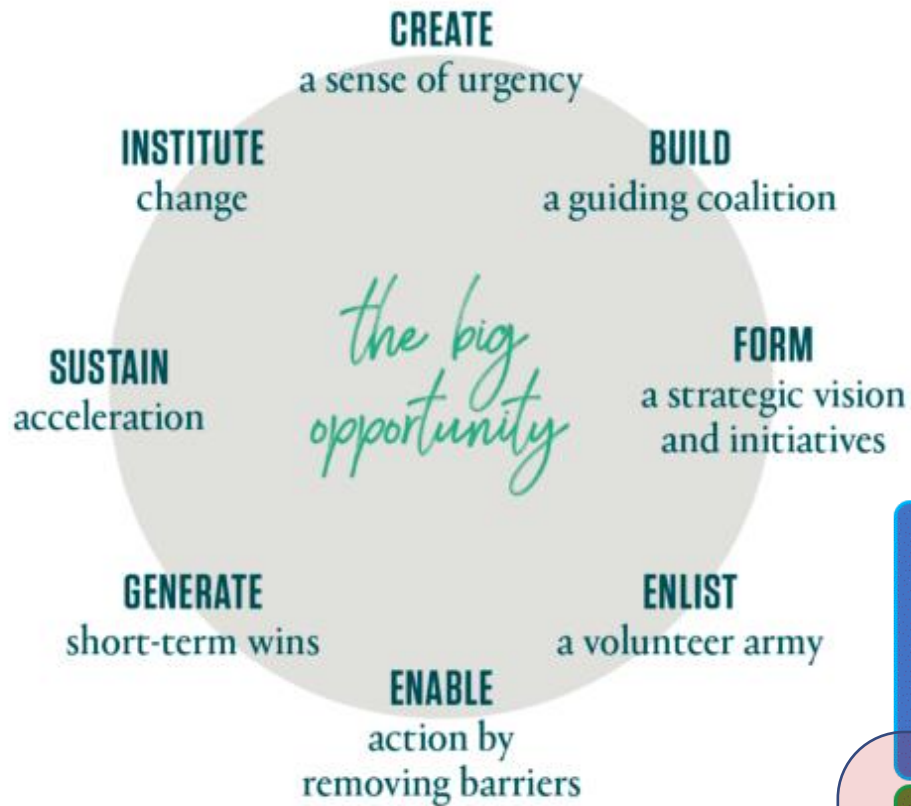 CREATE
a sense of urgency
BUILD
a guiding coalition
FORM
a strategic vision
and initiatives
ENLIST
a volunteer army
ENABLE
action by
removing barriers
GENERATE
short-term wins
SUSTAIN
acceleration
INSTITUTE
change
the big
opportunity